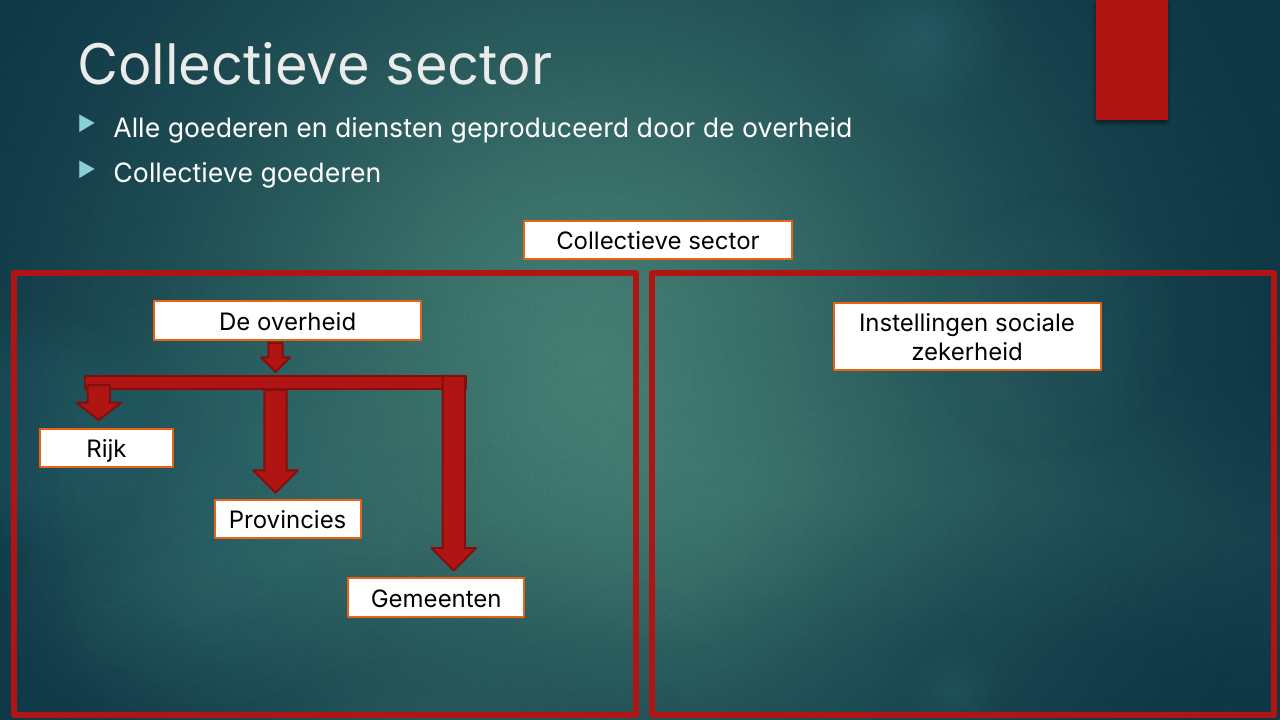 Collectieve sector
Alle goederen en diensten geproduceerd door de overheid
Collectieve goederen
Collectieve sector
De overheid
Instellingen sociale
zekerheid
Rijk
Provincies
Gemeenten